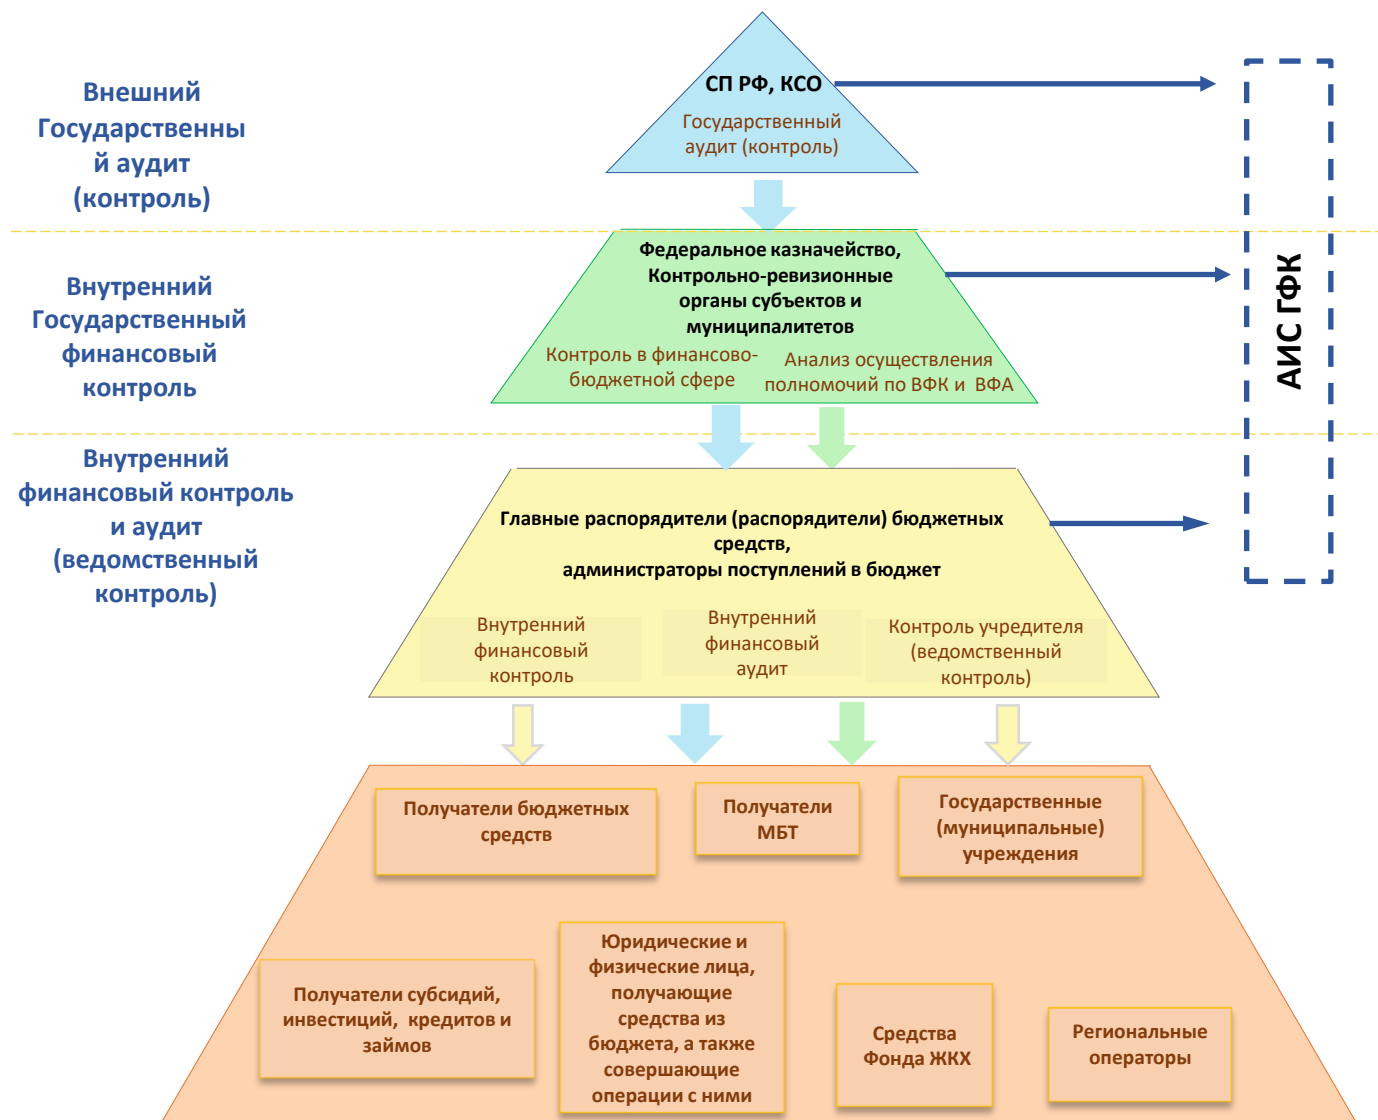 Внешний
Государственны
й аудит
(контроль)
СП РФ, КСО
Государственный
аудит (контроль)
АИС ГФК
Внутренний
Государственный
финансовый
контроль
Федеральное казначейство,
Контрольно-ревизионные
органы субъектов и
муниципалитетов
Контроль в финансово-
бюджетной сфере
Анализ осуществления
полномочий по ВФК и ВФА
Внутренний
финансовый контроль
и аудит
(ведомственный
контроль)
Главные распорядители (распорядители) бюджетных
средств,
администраторы поступлений в бюджет
Внутренний
финансовый
контроль
Внутренний
финансовый
аудит
Контроль учредителя
(ведомственный
контроль)
Получатели бюджетных
средств
Получатели
МБТ
Государственные
(муниципальные)
учреждения
Получатели субсидий,
инвестиций, кредитов и
займов
Юридические и
физические лица,
получающие
средства из
бюджета, а также
совершающие
операции с ними
Средства
Фонда ЖКХ
Региональные
операторы